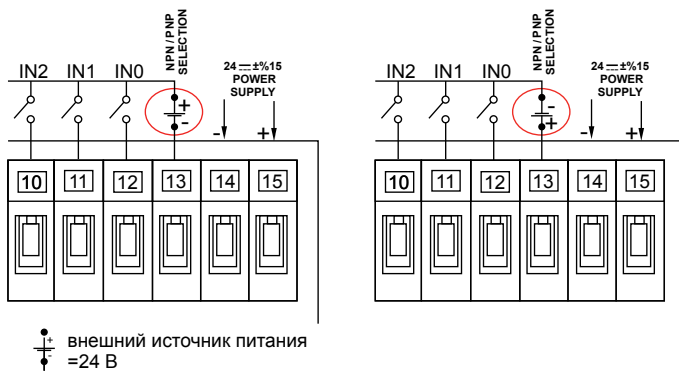 NPN/PNP
SELECTION
24 ⎓ ±%15
POWER
SUPPLY
IN2 IN1 IN0
+
-
- +
10 11 12 13 14 15
NPN/PNP
SELECTION
24 ⎓ ±%15
POWER
SUPPLY
IN2 IN1 IN0
-
+
- +
10 11 12 13 14 15
+
-
внешний источник питания
=24 В